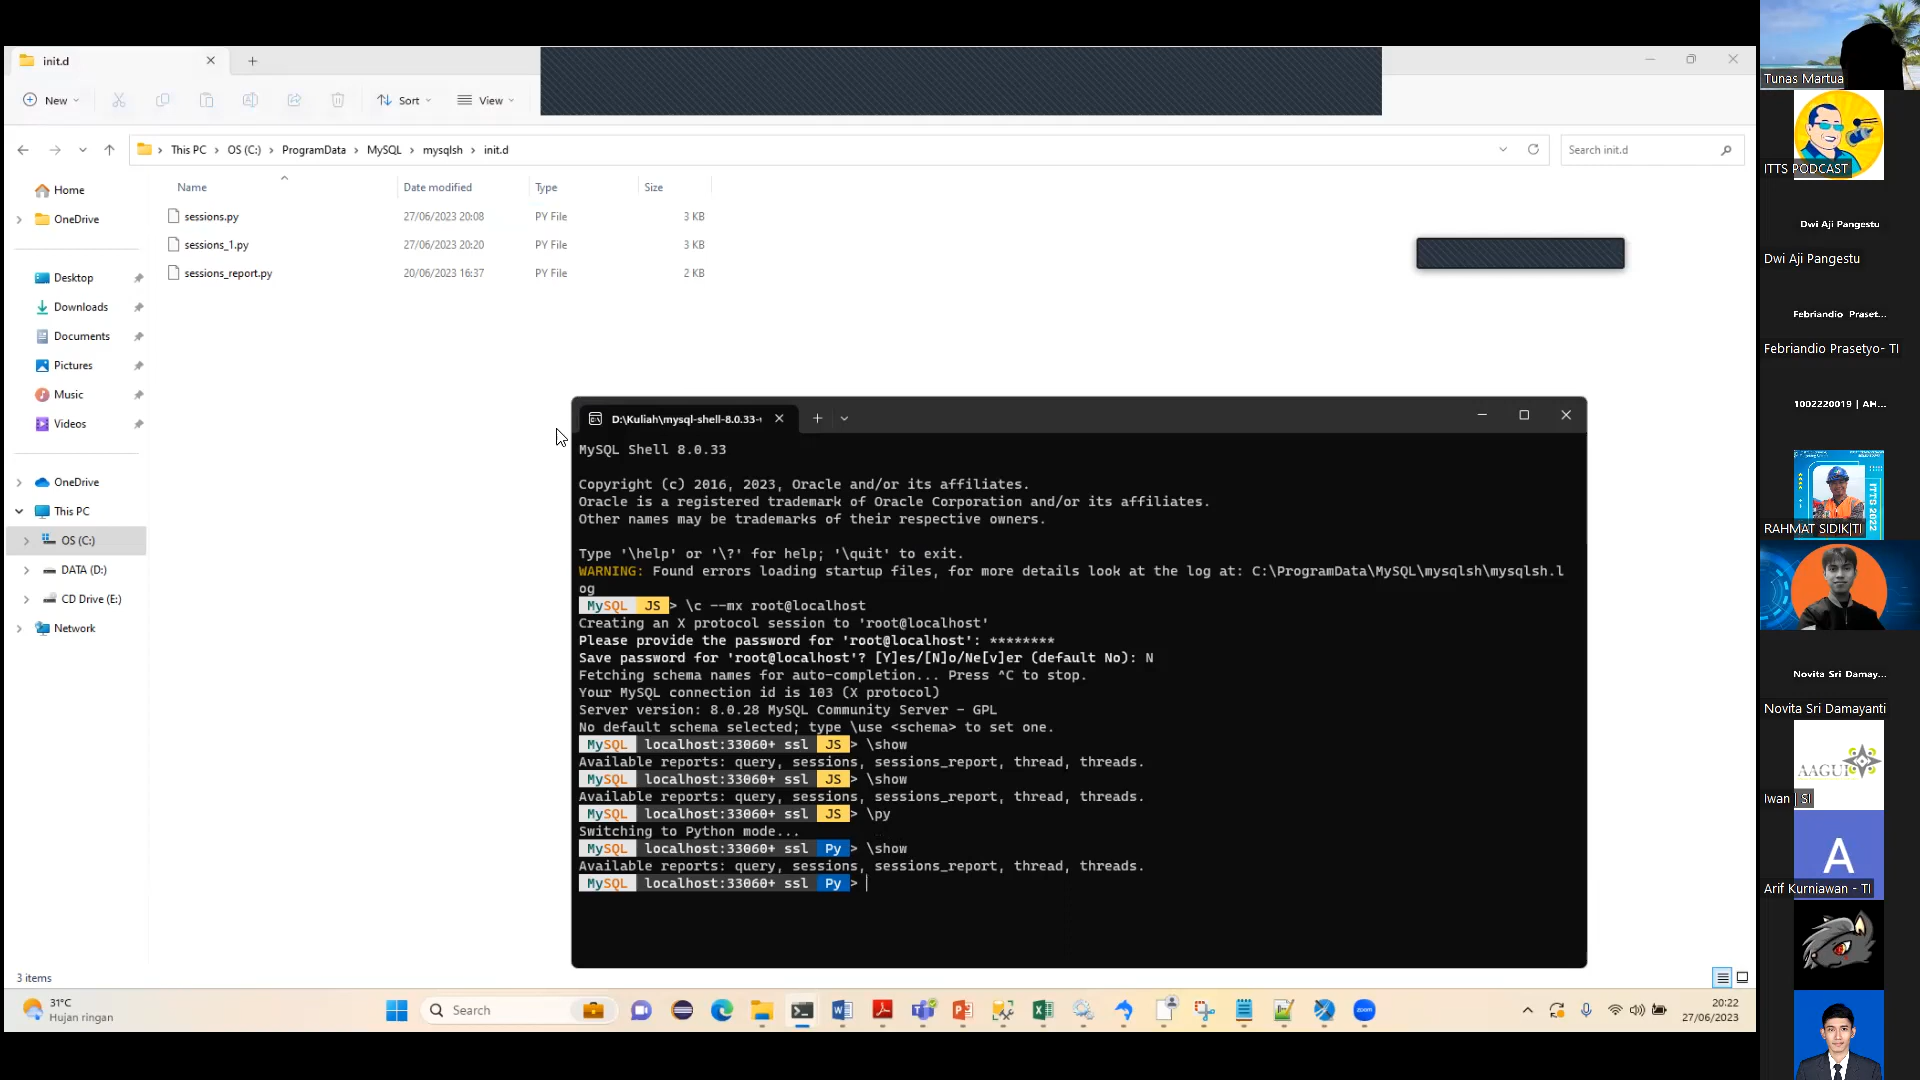 init.d
New
Sort
View
This PC > OS (C:) > ProgramData > MySQL > mysqlsh > init.d
Search init.d
Name Date modified Type Size
sessions.py 27/06/2023 20:08 PY File 3 KB
sessions_1.py 27/06/2023 20:20 PY File 3 KB
sessions_report.py 20/06/2023 16:37 PY File 2 KB
Home
OneDrive
Desktop
Downloads
Documents
Pictures
Music
Videos
OneDrive
This PC
OS (C:)
DATA (D:)
CD Drive (E:)
Network
3 items
D:\Kuliah\mysql-shell-8.0.33-
MySQL Shell 8.0.33
Copyright (c) 2016, 2023, Oracle and/or its affiliates.
Oracle is a registered trademark of Oracle Corporation and/or its affiliates.
Other names may be trademarks of their respective owners.
Type '\help' or '\?' for help; '\quit' to exit.
WARNING: Found errors loading startup files, for more details look at the log at: C:\ProgramData\MySQL\mysqlsh\mysqlsh.l
og
MySQL JS > \c --mx root@localhost
Creating an X protocol session to 'root@localhost'
Please provide the password for 'root@localhost': ********
Save password for 'root@localhost'? [Y]es/[N]o/Ne[v]er (default No): N
Fetching schema names for auto-completion... Press ^C to stop.
Your MySQL connection id is 103 (X protocol)
Server version: 8.0.28 MySQL Community Server - GPL
No default schema selected; type \use <schema> to set one.
MySQL localhost:33060+ ssl JS > \show
Available reports: query, sessions, sessions_report, thread, threads.
MySQL localhost:33060+ ssl JS > \show
Available reports: query, sessions, sessions_report, thread, threads.
MySQL localhost:33060+ ssl JS > \py
Switching to Python mode...
MySQL localhost:33060+ ssl Py > \show
Available reports: query, sessions, sessions_report, thread, threads.
MySQL localhost:33060+ ssl Py >
31°C
Hujan ringan
Search
zoom
20:22
27/06/2023
Tunas Martua
ITTS PODCAST
Dwi Aji Pangestu
Dwi Aji Pangestu
Febriandio Praset...
Febriandio Prasetyo- TI
1002220019 | AH...
ITTS 2022
RAHMAT SIDIK|TI
Novita Sri Damay...
Novita Sri Damayanti
AAGUI
Iwan | SI
A
Arif Kurniawan - TI